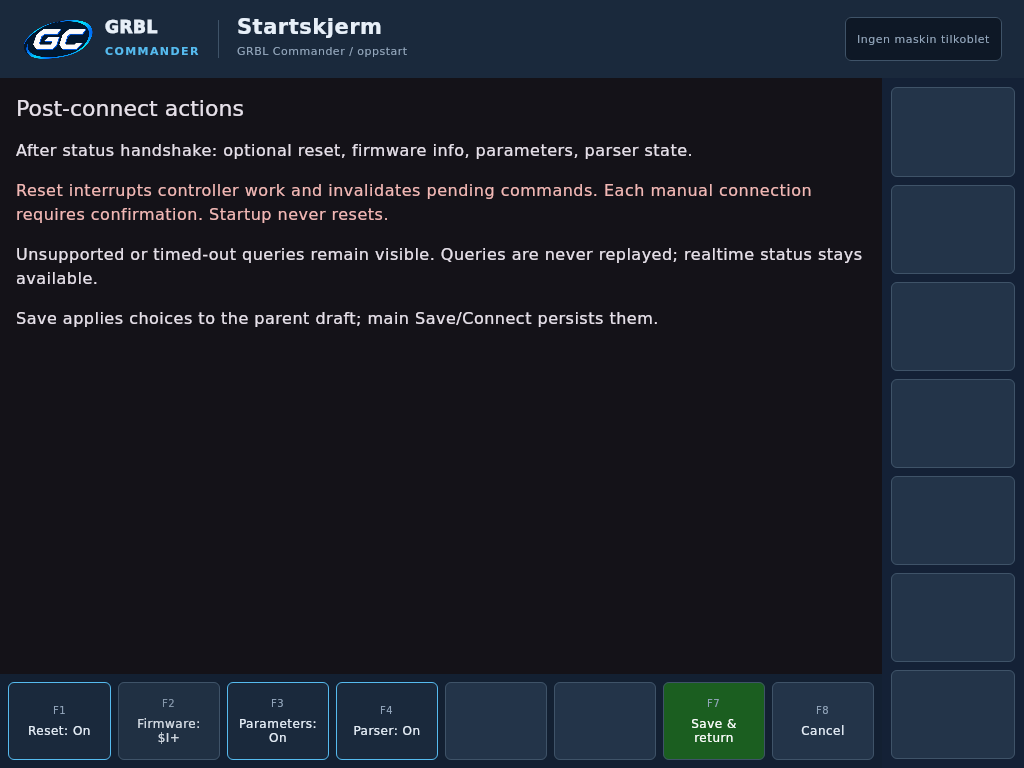 GC
GRBL
COMMANDER
Startskjerm
GRBL Commander / oppstart
Ingen maskin tilkoblet
Post-connect actions
After status handshake: optional reset, firmware info, parameters, parser state.
Reset interrupts controller work and invalidates pending commands. Each manual connection
requires confirmation. Startup never resets.
Unsupported or timed-out queries remain visible. Queries are never replayed; realtime status stays
available.
Save applies choices to the parent draft; main Save/Connect persists them.
F1
Reset: On
F2
Firmware:
$I+
F3
Parameters:
On
F4
Parser: On
F7
Save &
return
F8
Cancel